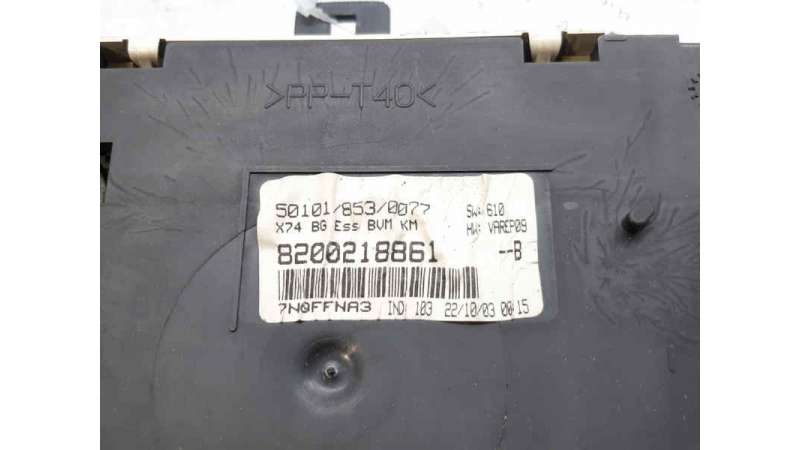 >PP-T40<
50101/853/0077 SW: 610
X74 BG Ess BVM KM HW: VAREP09
8200218861 --B
7N0FFNA3 IND 103 22/10/03 00 15